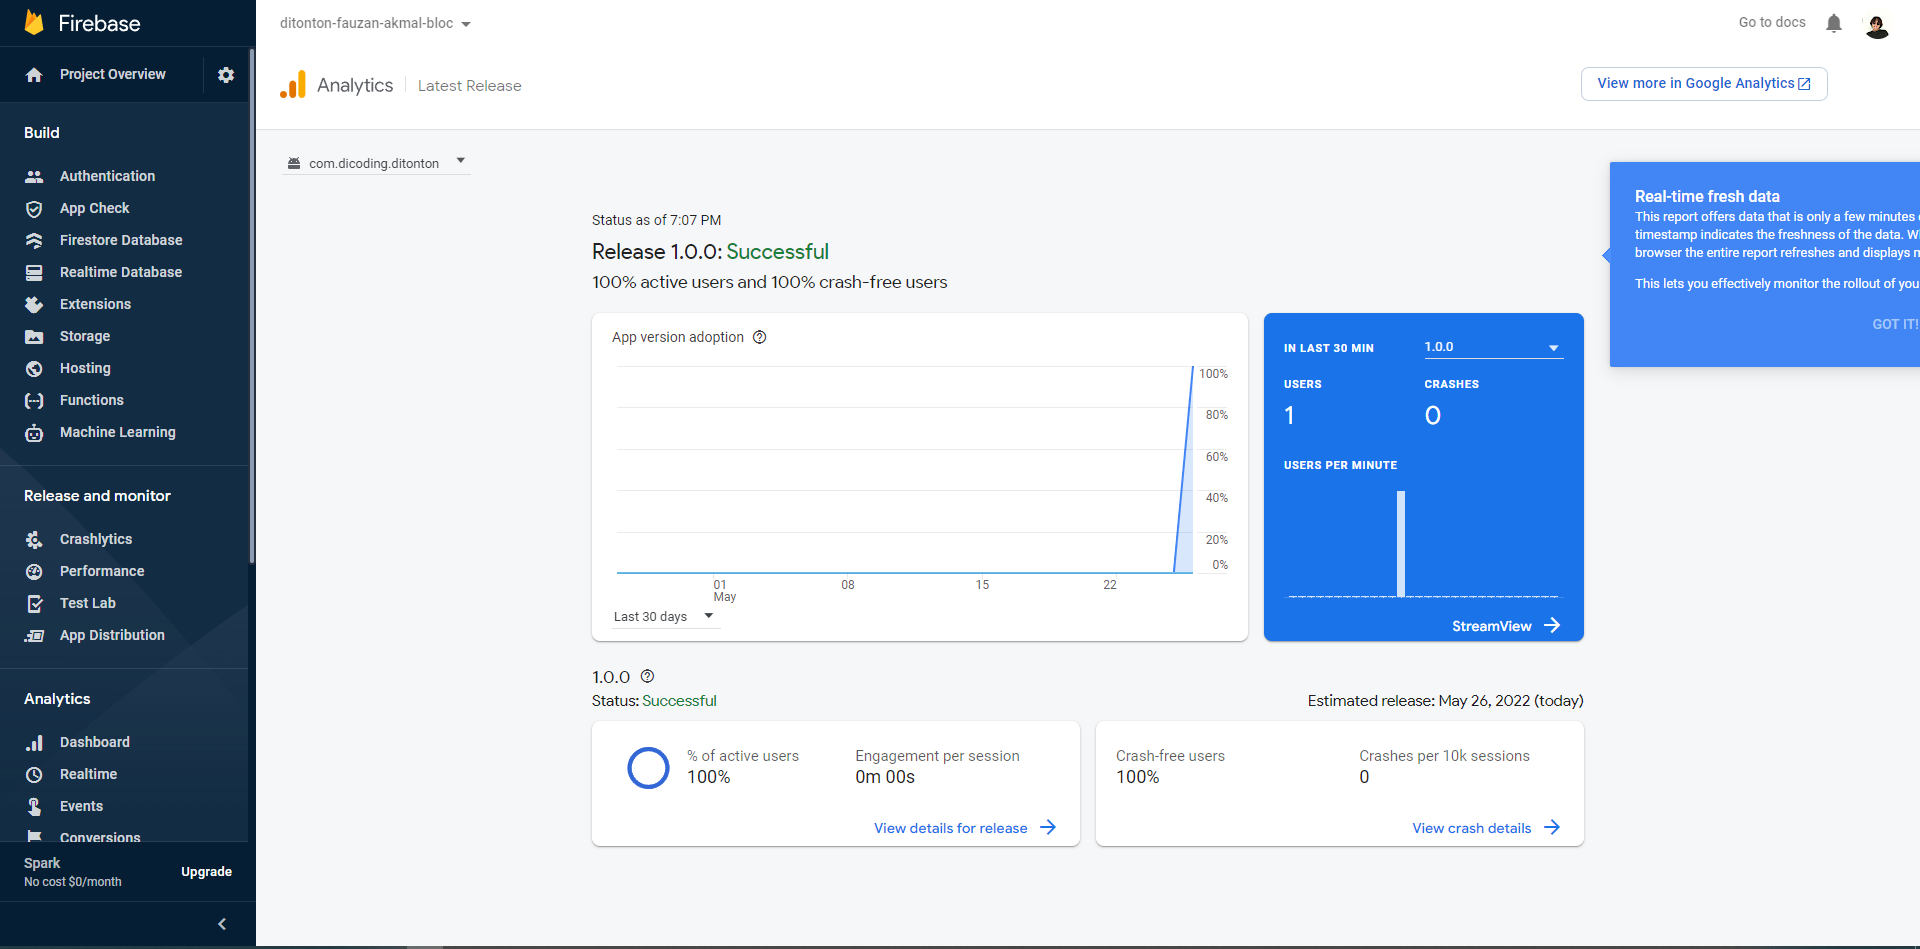 Firebase
Project Overview
Build
Authentication
App Check
Firestore Database
Realtime Database
Extensions
Storage
Hosting
Functions
Machine Learning
Release and monitor
Crashlytics
Performance
Test Lab
App Distribution
Analytics
Dashboard
Realtime
Events
Conversions
Spark
No cost $0/month
Upgrade
ditonton-fauzan-akmal-bloc
Go to docs
Analytics
Latest Release
View more in Google Analytics
com.dicoding.ditonton
Status as of 7:07 PM
Release 1.0.0: Successful
100% active users and 100% crash-free users
App version adoption
100%
80%
60%
40%
20%
0%
01
May
08
15
22
Last 30 days
IN LAST 30 MIN
1.0.0
USERS
1
CRASHES
0
USERS PER MINUTE
StreamView
Real-time fresh data
This report offers data that is only a few minutes
timestamp indicates the freshness of the data.
browser the entire report refreshes and displays
This lets you effectively monitor the rollout of
GOT IT!
1.0.0
Status: Successful
Estimated release: May 26, 2022 (today)
% of active users
100%
Engagement per session
0m 00s
View details for release
Crash-free users
100%
Crashes per 10k sessions
0
View crash details